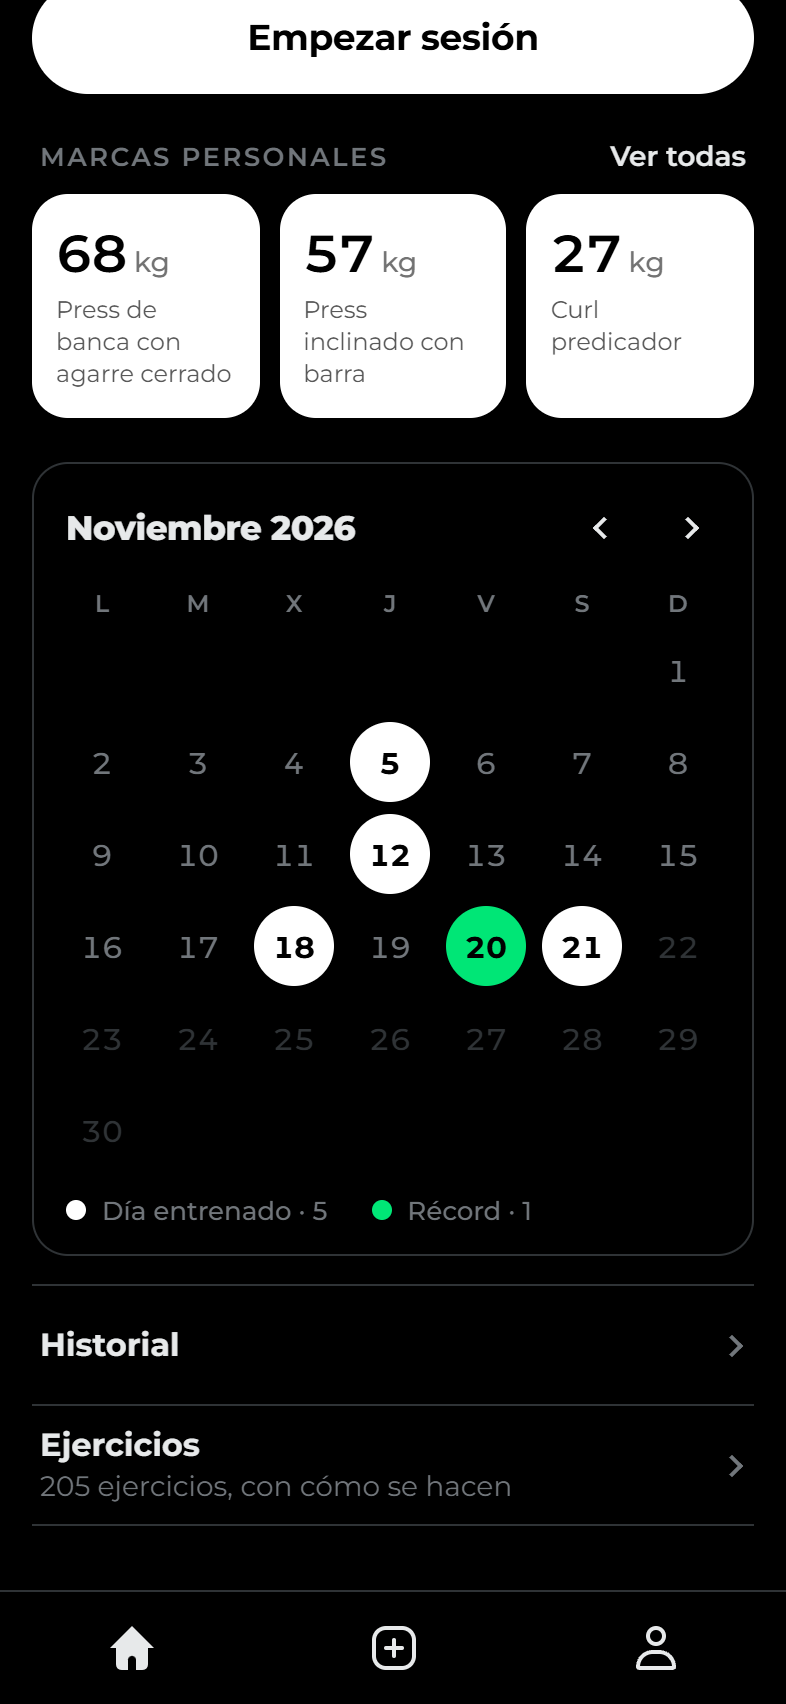 Empezar sesión
MARCAS PERSONALES
Ver todas
68 kg
Press de
banca con
agarre cerrado
57 kg
Press
inclinado con
barra
27 kg
Curl
predicador
Noviembre 2026
L M X J V S D
1
2 3 4 5 6 7 8
9 10 11 12 13 14 15
16 17 18 19 20 21 22
23 24 25 26 27 28 29
30
Día entrenado · 5
Récord · 1
Historial
Ejercicios
205 ejercicios, con cómo se hacen